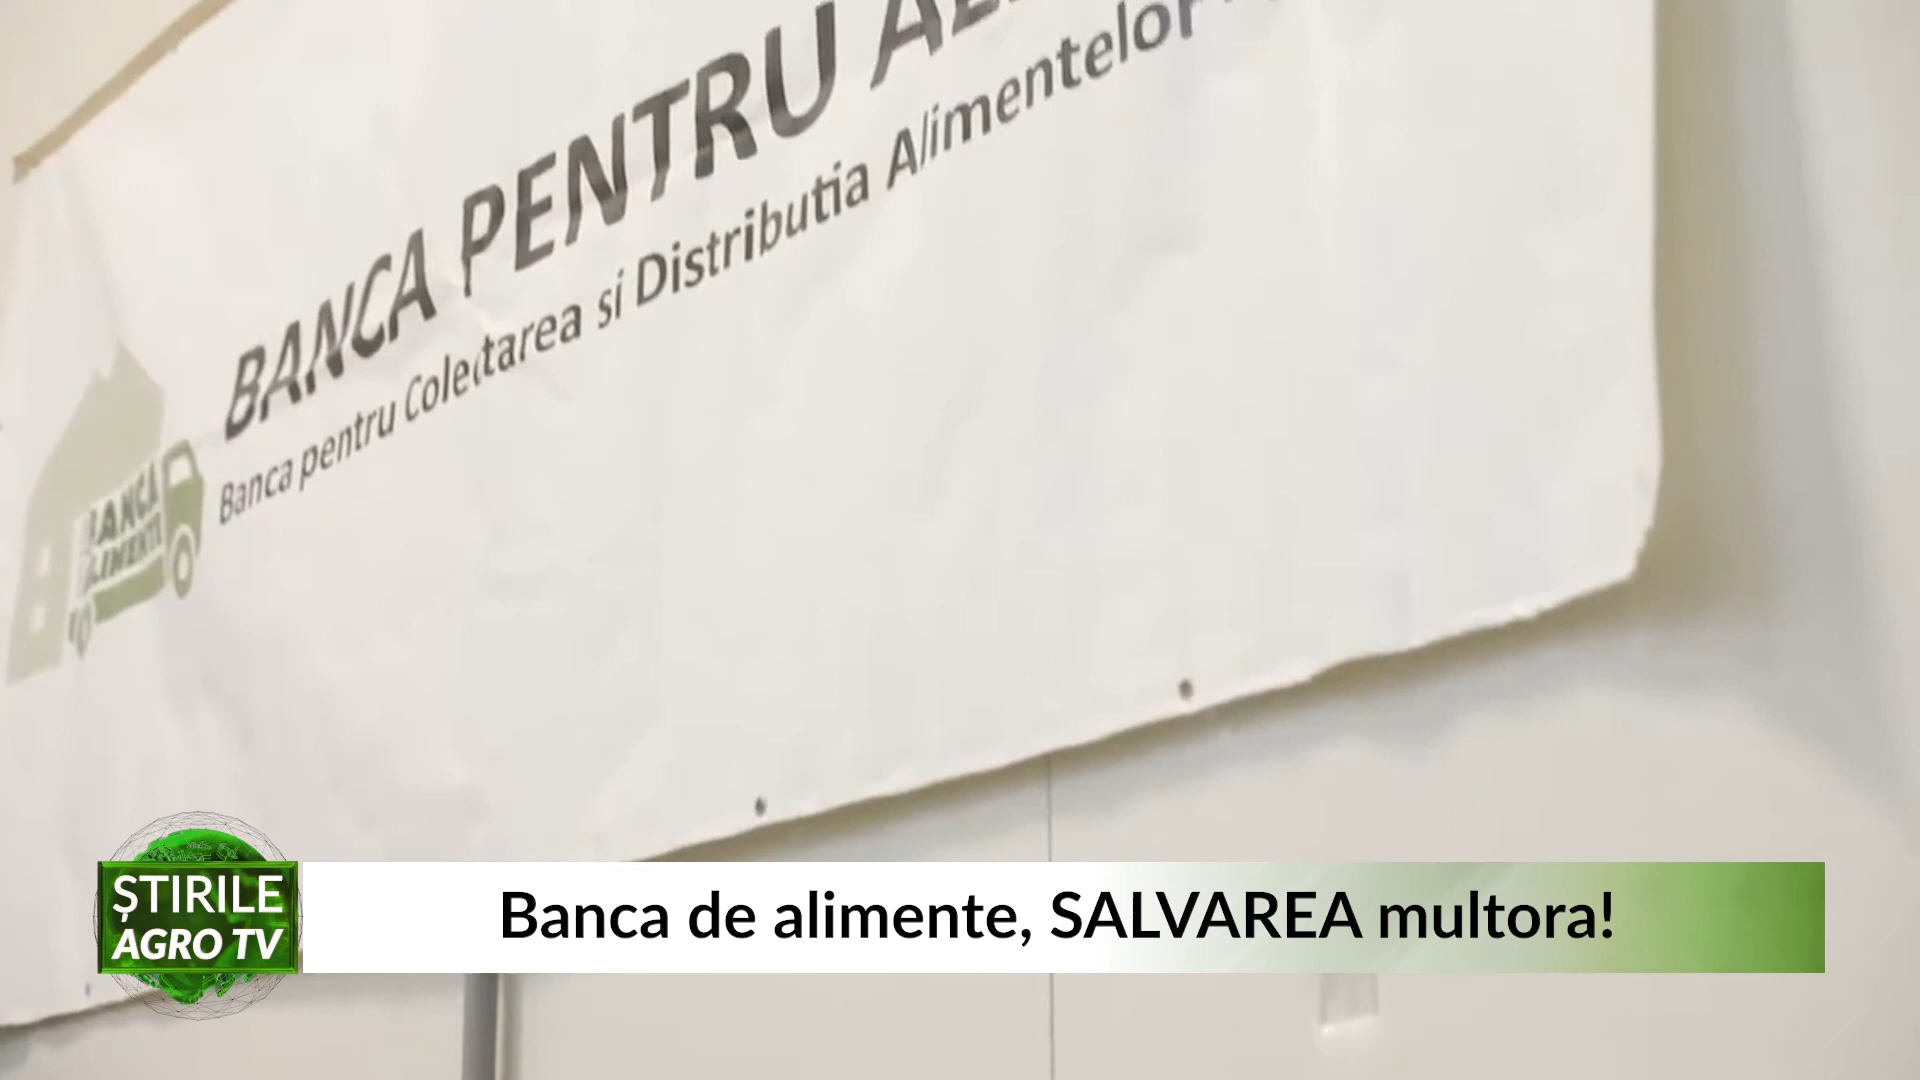 BANCA PENTRU
Banca pentru Colectarea si Distributia Alimentelor
BANCA
ALIMENTE
ȘTIRILE
AGRO TV
Banca de alimente, SALVAREA multora!